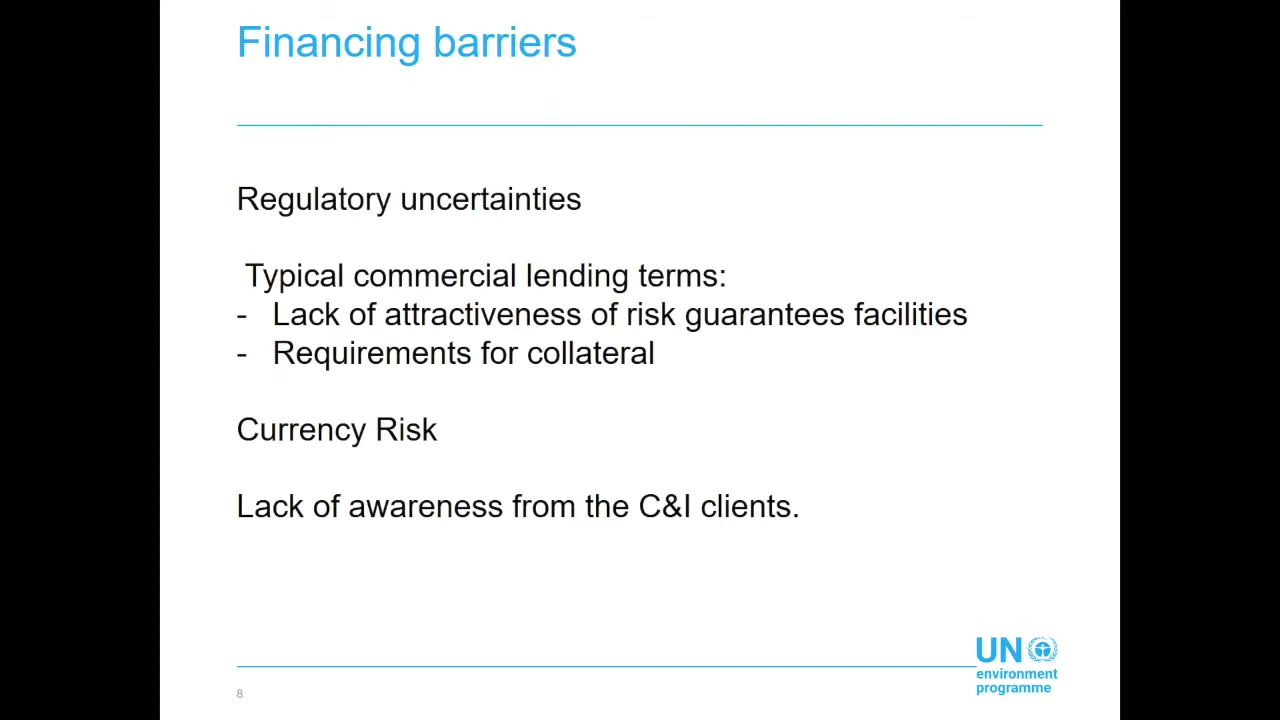 Financing barriers
Regulatory uncertainties
Typical commercial lending terms:
- Lack of attractiveness of risk guarantees facilities
- Requirements for collateral
Currency Risk
Lack of awareness from the C&I clients.
UN
environment
programme
8